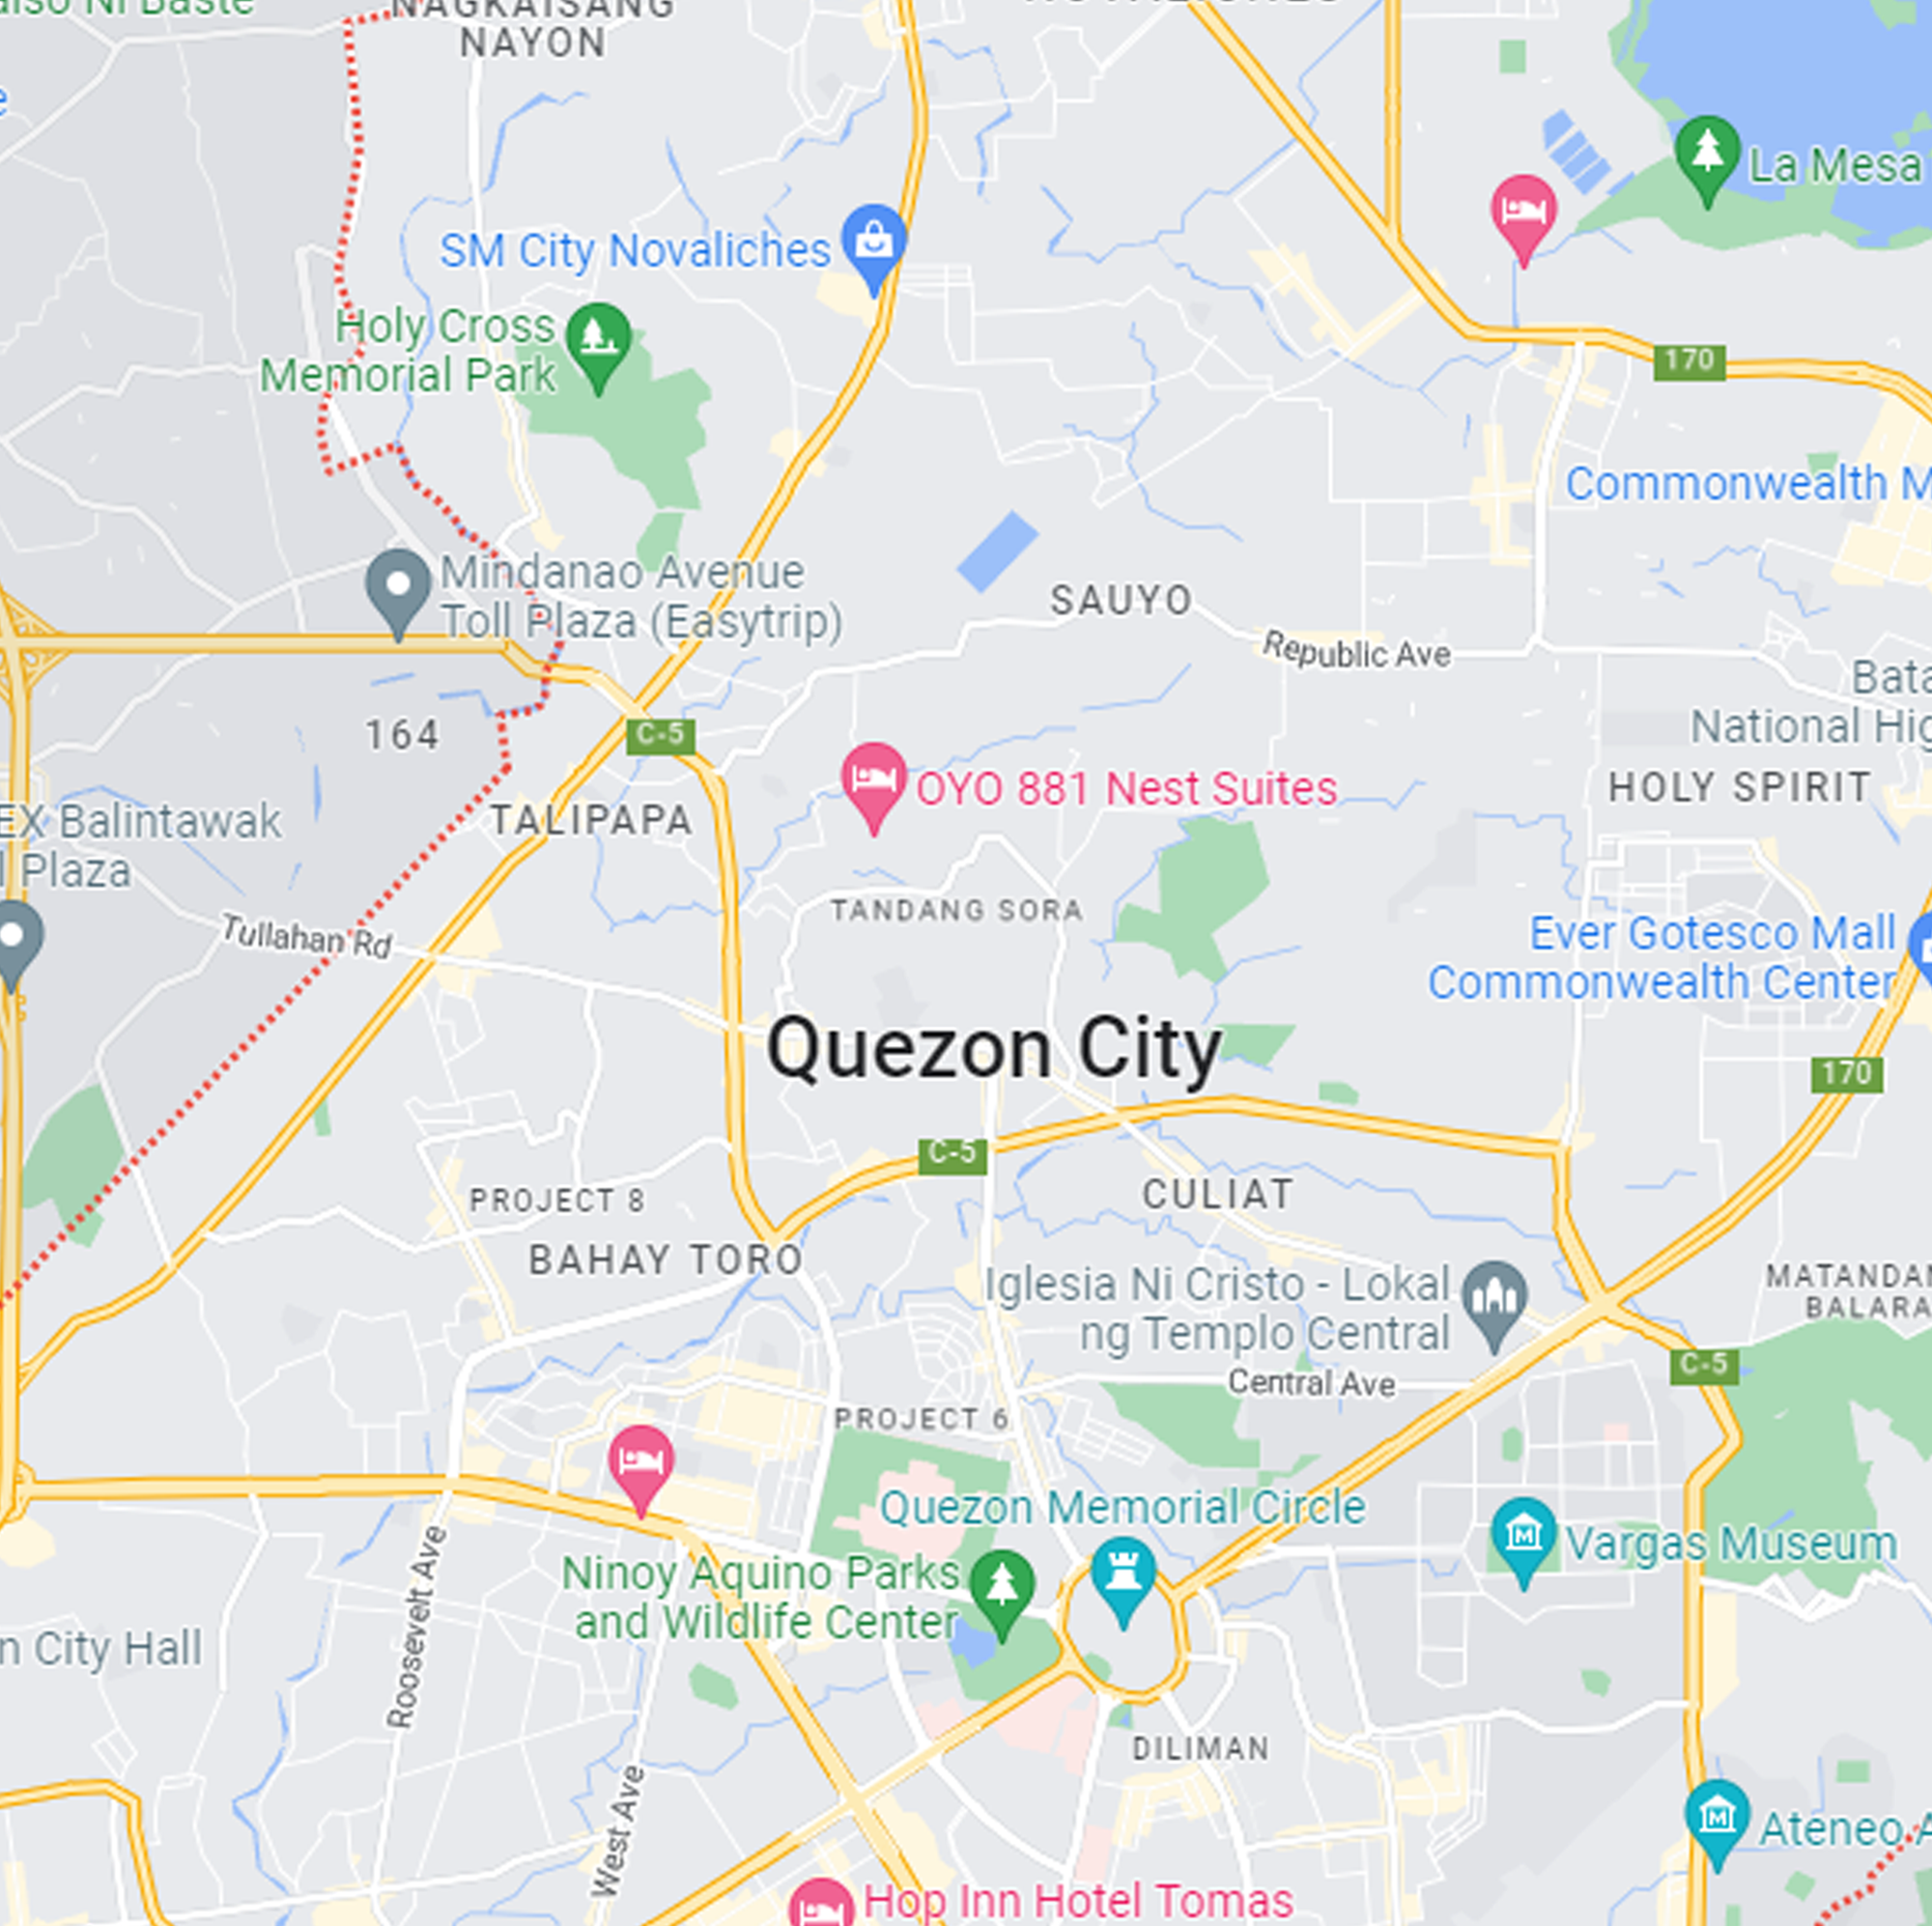 also Ni Baste
NAGKAISANG
NAYON
e
La Mesa
SM City Novaliches
Holy Cross
Memorial Park
170
Commonwealth M
Mindanao Avenue
Toll Plaza (Easytrip)
SAUYO
Republic Ave
Bata
National Hig
164
C-5
OYO 881 Nest Suites
HOLY SPIRIT
TALIPAPA
EX Balintawak
l Plaza
TANDANG SORA
Tullahan Rd
Ever Gotesco Mall
Commonwealth Center
Quezon City
170
C-5
PROJECT 8
CULIAT
BAHAY TORO
Iglesia Ni Cristo - Lokal
ng Templo Central
MATANDAN
BALARA
C-5
Central Ave
PROJECT 6
Quezon Memorial Circle
Vargas Museum
Ninoy Aquino Parks
and Wildlife Center
n City Hall
Roosevelt Ave
DILIMAN
West Ave
Ateneo A
Hop Inn Hotel Tomas